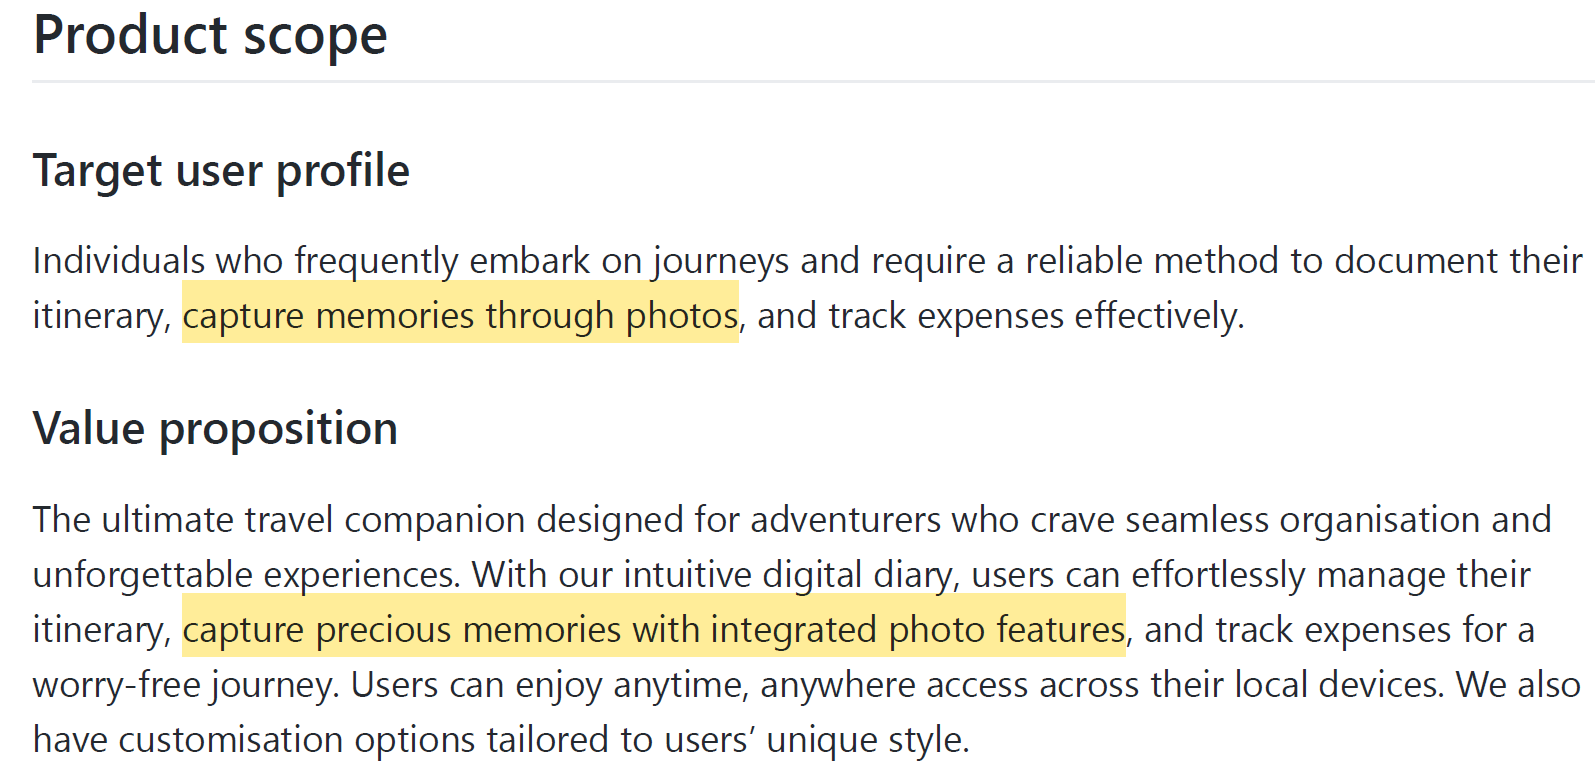 Product scope
Target user profile
Individuals who frequently embark on journeys and require a reliable method to document their
itinerary, capture memories through photos, and track expenses effectively.
Value proposition
The ultimate travel companion designed for adventurers who crave seamless organisation and
unforgettable experiences. With our intuitive digital diary, users can effortlessly manage their
itinerary, capture precious memories with integrated photo features, and track expenses for a
worry-free journey. Users can enjoy anytime, anywhere access across their local devices. We also
have customisation options tailored to users’ unique style.